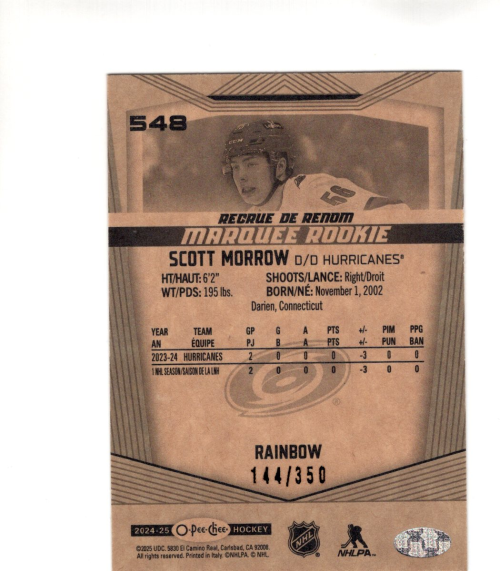 548
56
RECRUE DE RENOM
MARQUEE ROOKIE
SCOTT MORROW D/D HURRICANES®
HT/HAUT: 6'2" SHOOTS/LANCE: Right/Droit
WT/PDS: 195 lbs. BORN/NÉ: November 1, 2002
Darien, Connecticut
YEAR TEAM GP G A PTS +/- PIM PPG
AN ÉQUIPE PJ B A PTS +/- PUN BAN
2023-24 HURRICANES 2 0 0 0 -3 0 0
1 NHL SEASON/SAISON DE LA LNH 2 0 0 0 -3 0 0
RAINBOW
144/350
2024-25 O-Pee-Chee HOCKEY
NHL
NHLPA
©2025 UDC. 5830 El Camino Real, Carlsbad, CA 92008.
All rights reserved. Printed in Italy. ©NHLPA. © NHL.